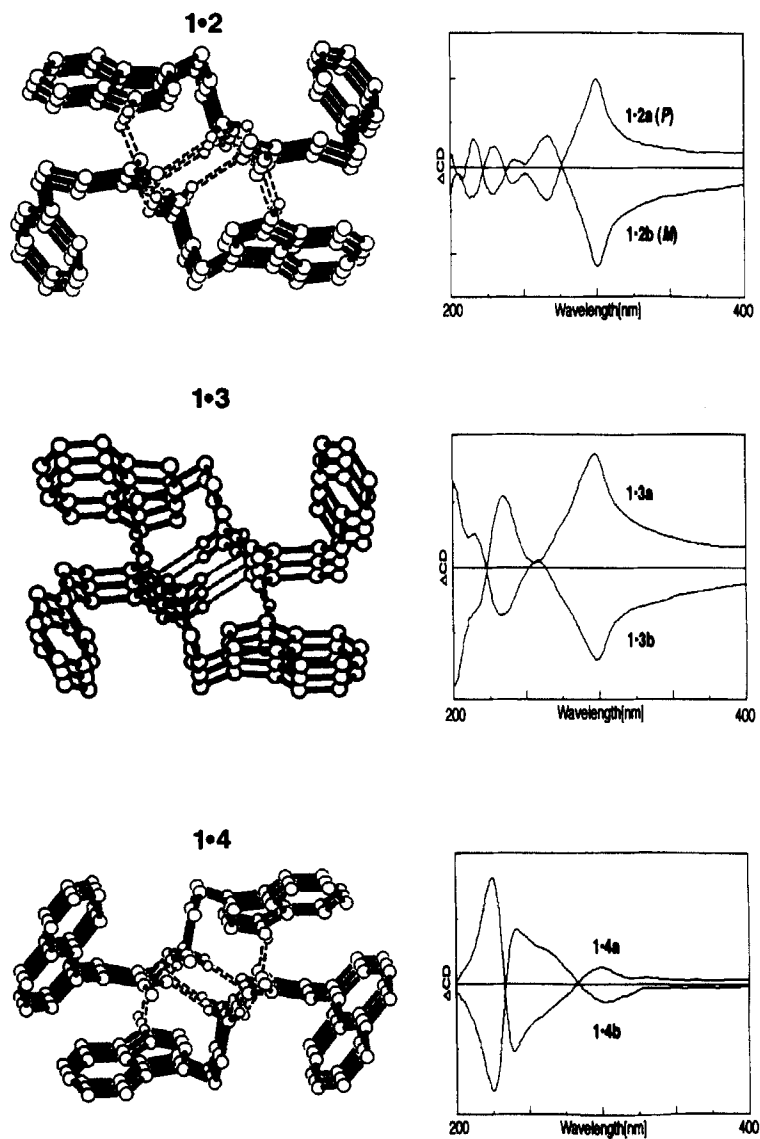 1•2
1•2a (P)
ΔCD
1•2b (M)
200
Wavelength[nm]
400
1•3
1•3a
ΔCD
1•3b
200
Wavelength[nm]
400
1•4
1•4a
ΔCD
1•4b
200
Wavelength[nm]
400